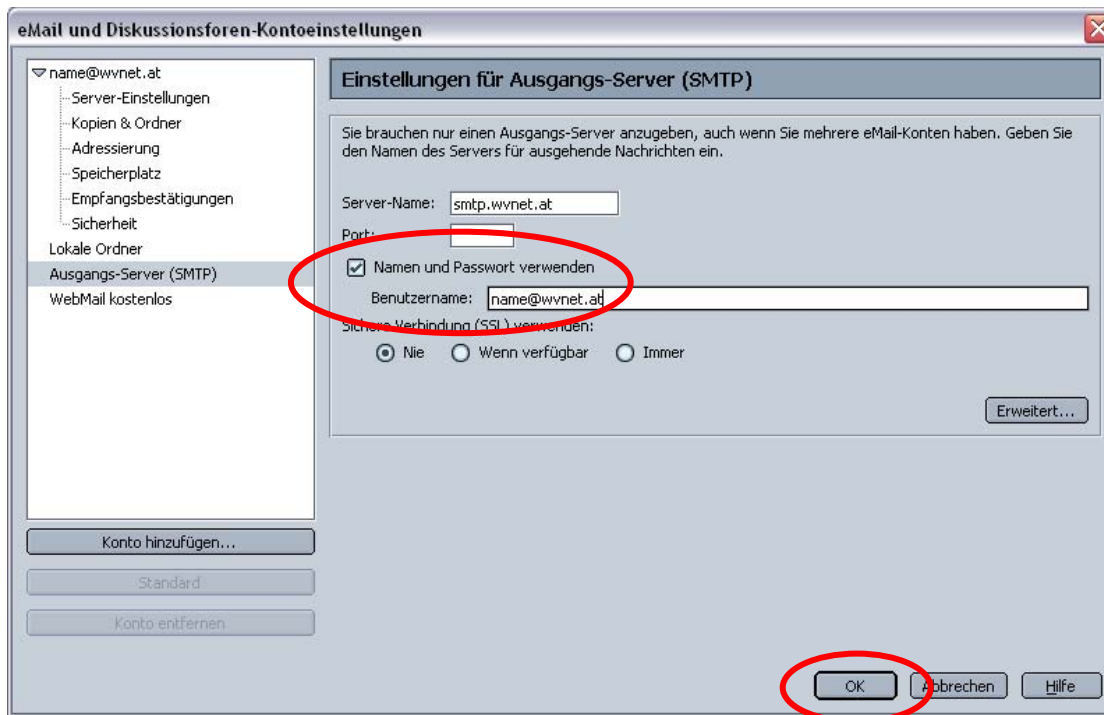 eMail und Diskussionsforen-Kontoeinstellungen
name@wvnet.at
Server-Einstellungen
Kopien & Ordner
Adressierung
Speicherplatz
Empfangsbestätigungen
Sicherheit
Lokale Ordner
Ausgangs-Server (SMTP)
WebMail kostenlos
Konto hinzufügen...
Standard
Konto entfernen
Einstellungen für Ausgangs-Server (SMTP)
Sie brauchen nur einen Ausgangs-Server anzugeben, auch wenn Sie mehrere eMail-Konten haben. Geben Sie
den Namen des Servers für ausgehende Nachrichten ein.
Server-Name: smtp.wvnet.at
Port:
Namen und Passwort verwenden
Benutzername: name@wvnet.at
Sichere Verbindung (SSL) verwenden:
Nie Wenn verfügbar Immer
Erweitert...
OK Abbrechen Hilfe